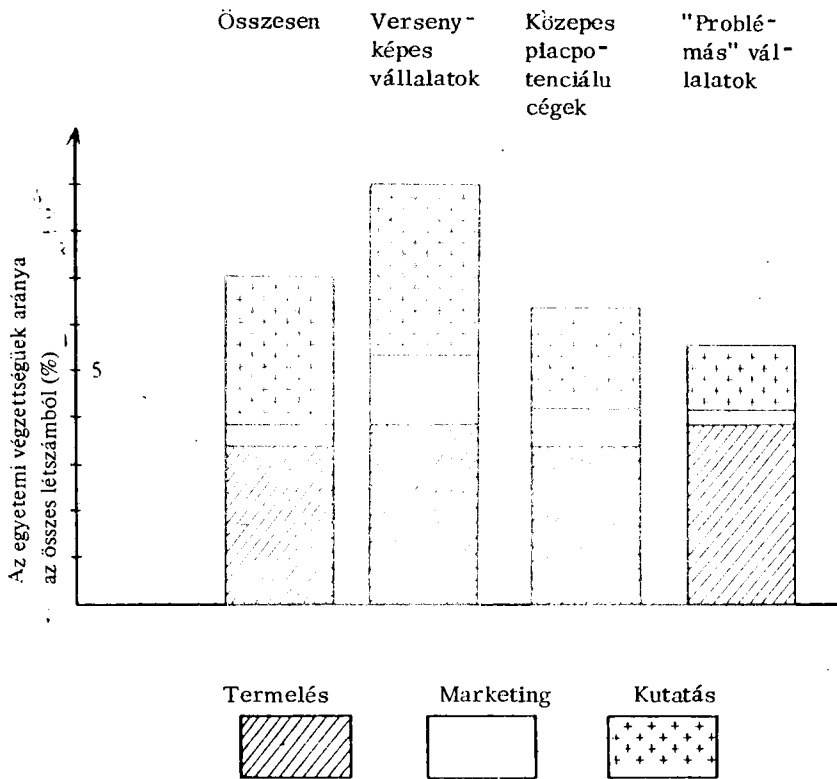 Összesen
Verseny-
képes
vállalatok
Közepes
piacpo-
tenciálu
cégek
"Problé-
más" vál-
lalatok
Az egyetemi végzettségüek aránya
az összes létszámból (%)
5
Termelés
Marketing
Kutatás